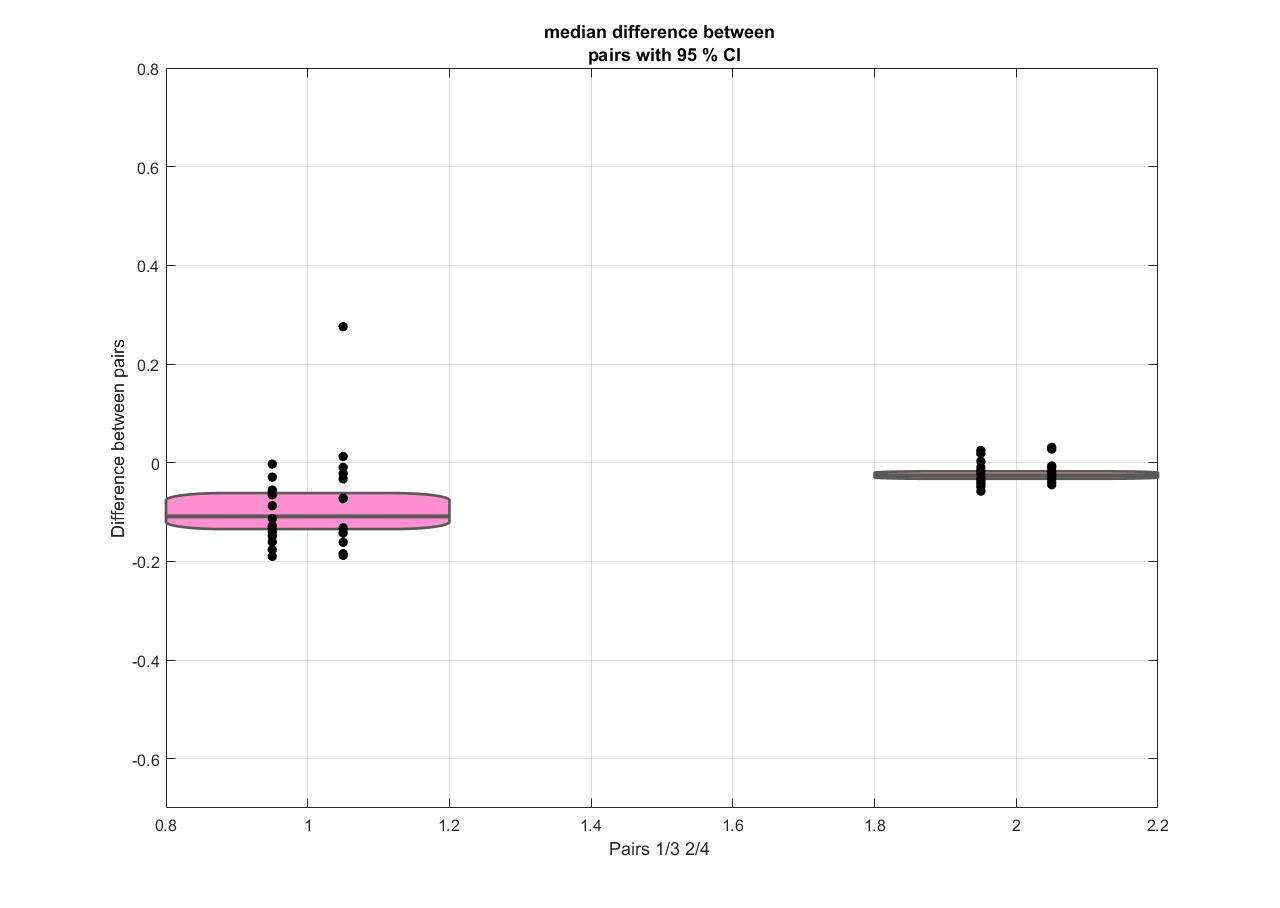 median difference between
pairs with 95 % CI
Difference between pairs
0.8
0.6
0.4
0.2
0
-0.2
-0.4
-0.6
0.8 1 1.2 1.4 1.6 1.8 2 2.2
Pairs 1/3 2/4